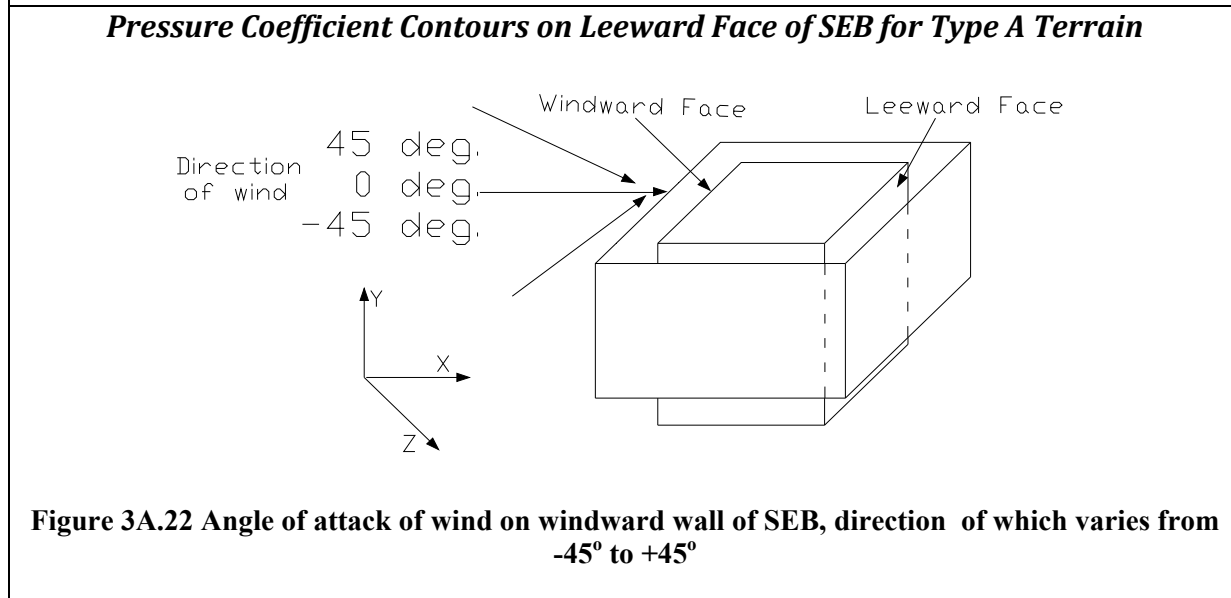 Pressure Coefficient Contours on Leeward Face of SEB for Type A Terrain
Windward Face
Leeward Face
45 deg.
Direction
of wind
0 deg.
-45 deg.
Y
X
Z
Figure 3A.22 Angle of attack of wind on windward wall of SEB, direction of which varies from
-45° to +45°